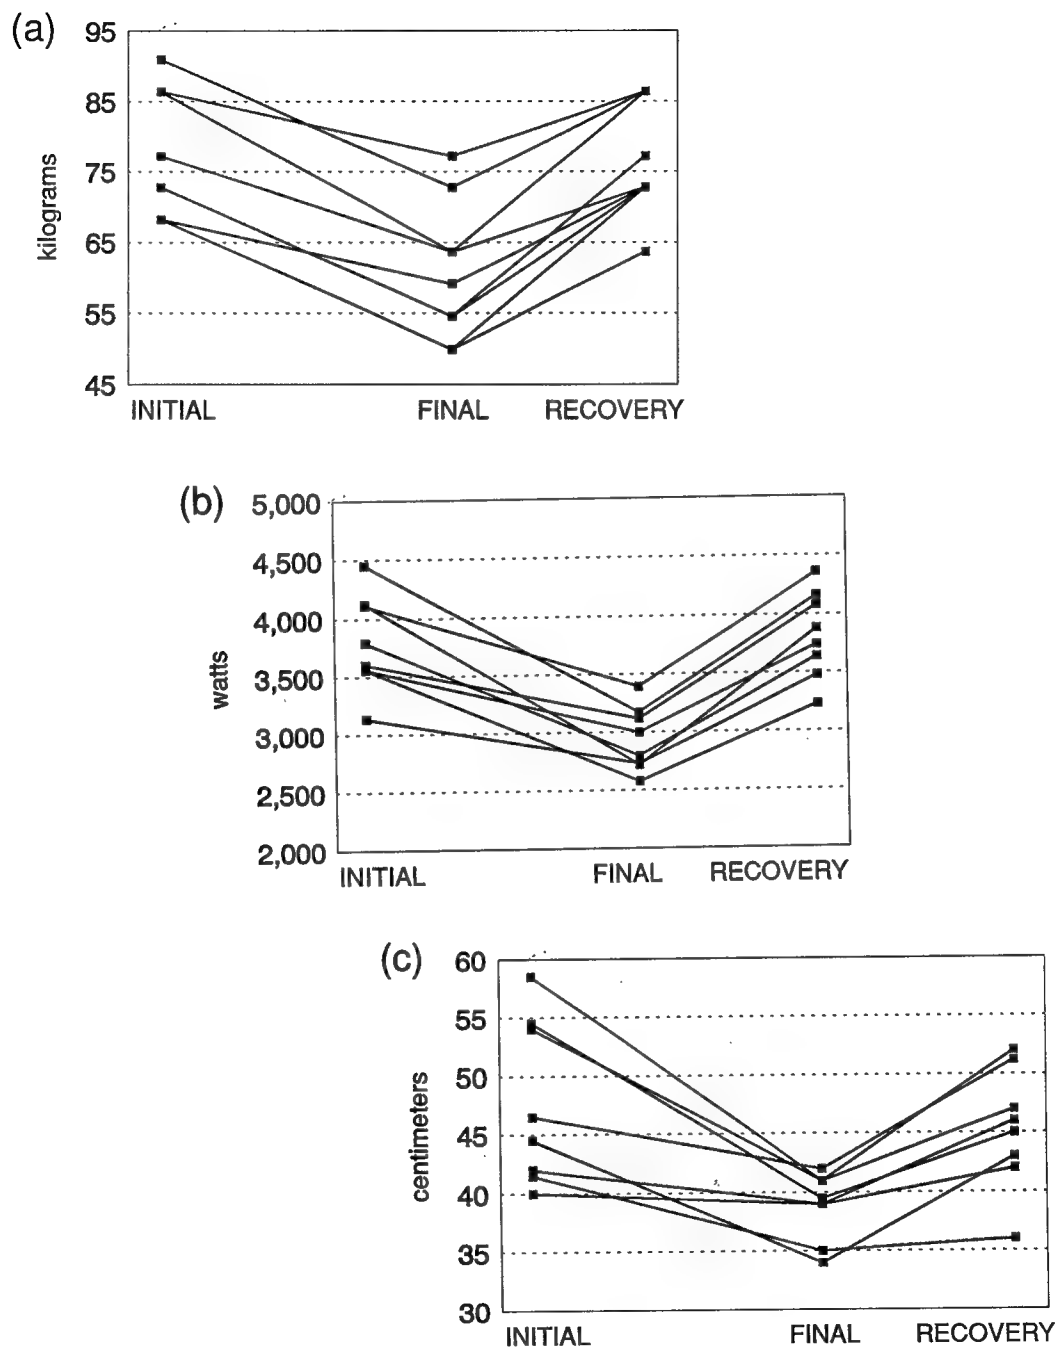 (a)
95
85
75
65
55
45
kilograms
INITIAL FINAL RECOVERY
(b)
5,000
4,500
4,000
3,500
3,000
2,500
2,000
watts
INITIAL FINAL RECOVERY
(c)
60
55
50
45
40
35
30
centimeters
INITIAL FINAL RECOVERY